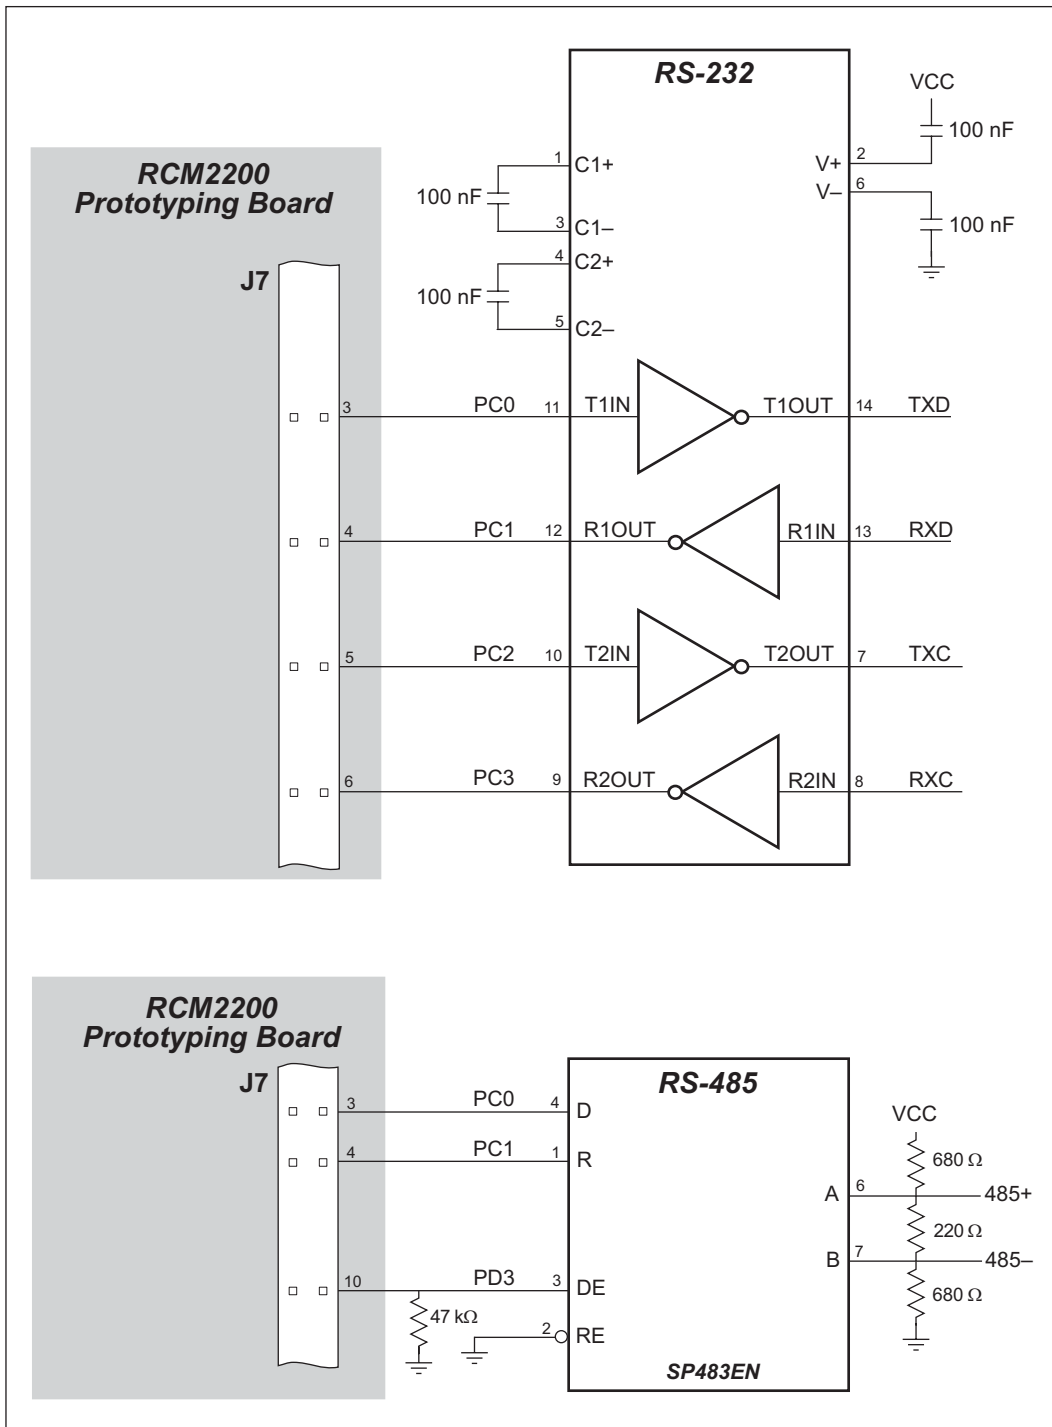 RS-232
VCC
100 nF
2
V+
6
V–
100 nF
RCM2200
Prototyping Board
J7
1
C1+
100 nF
3
C1–
4
C2+
100 nF
5
C2–
3
PC0
11
T1IN
T1OUT
14
TXD
4
PC1
12
R1OUT
R1IN
13
RXD
5
PC2
10
T2IN
T2OUT
7
TXC
6
PC3
9
R2OUT
R2IN
8
RXC
RCM2200
Prototyping Board
J7
RS-485
3
PC0
4
D
4
PC1
1
R
VCC
680 Ω
A
6
485+
220 Ω
B
7
485–
680 Ω
10
PD3
3
DE
47 kΩ
2
RE
SP483EN